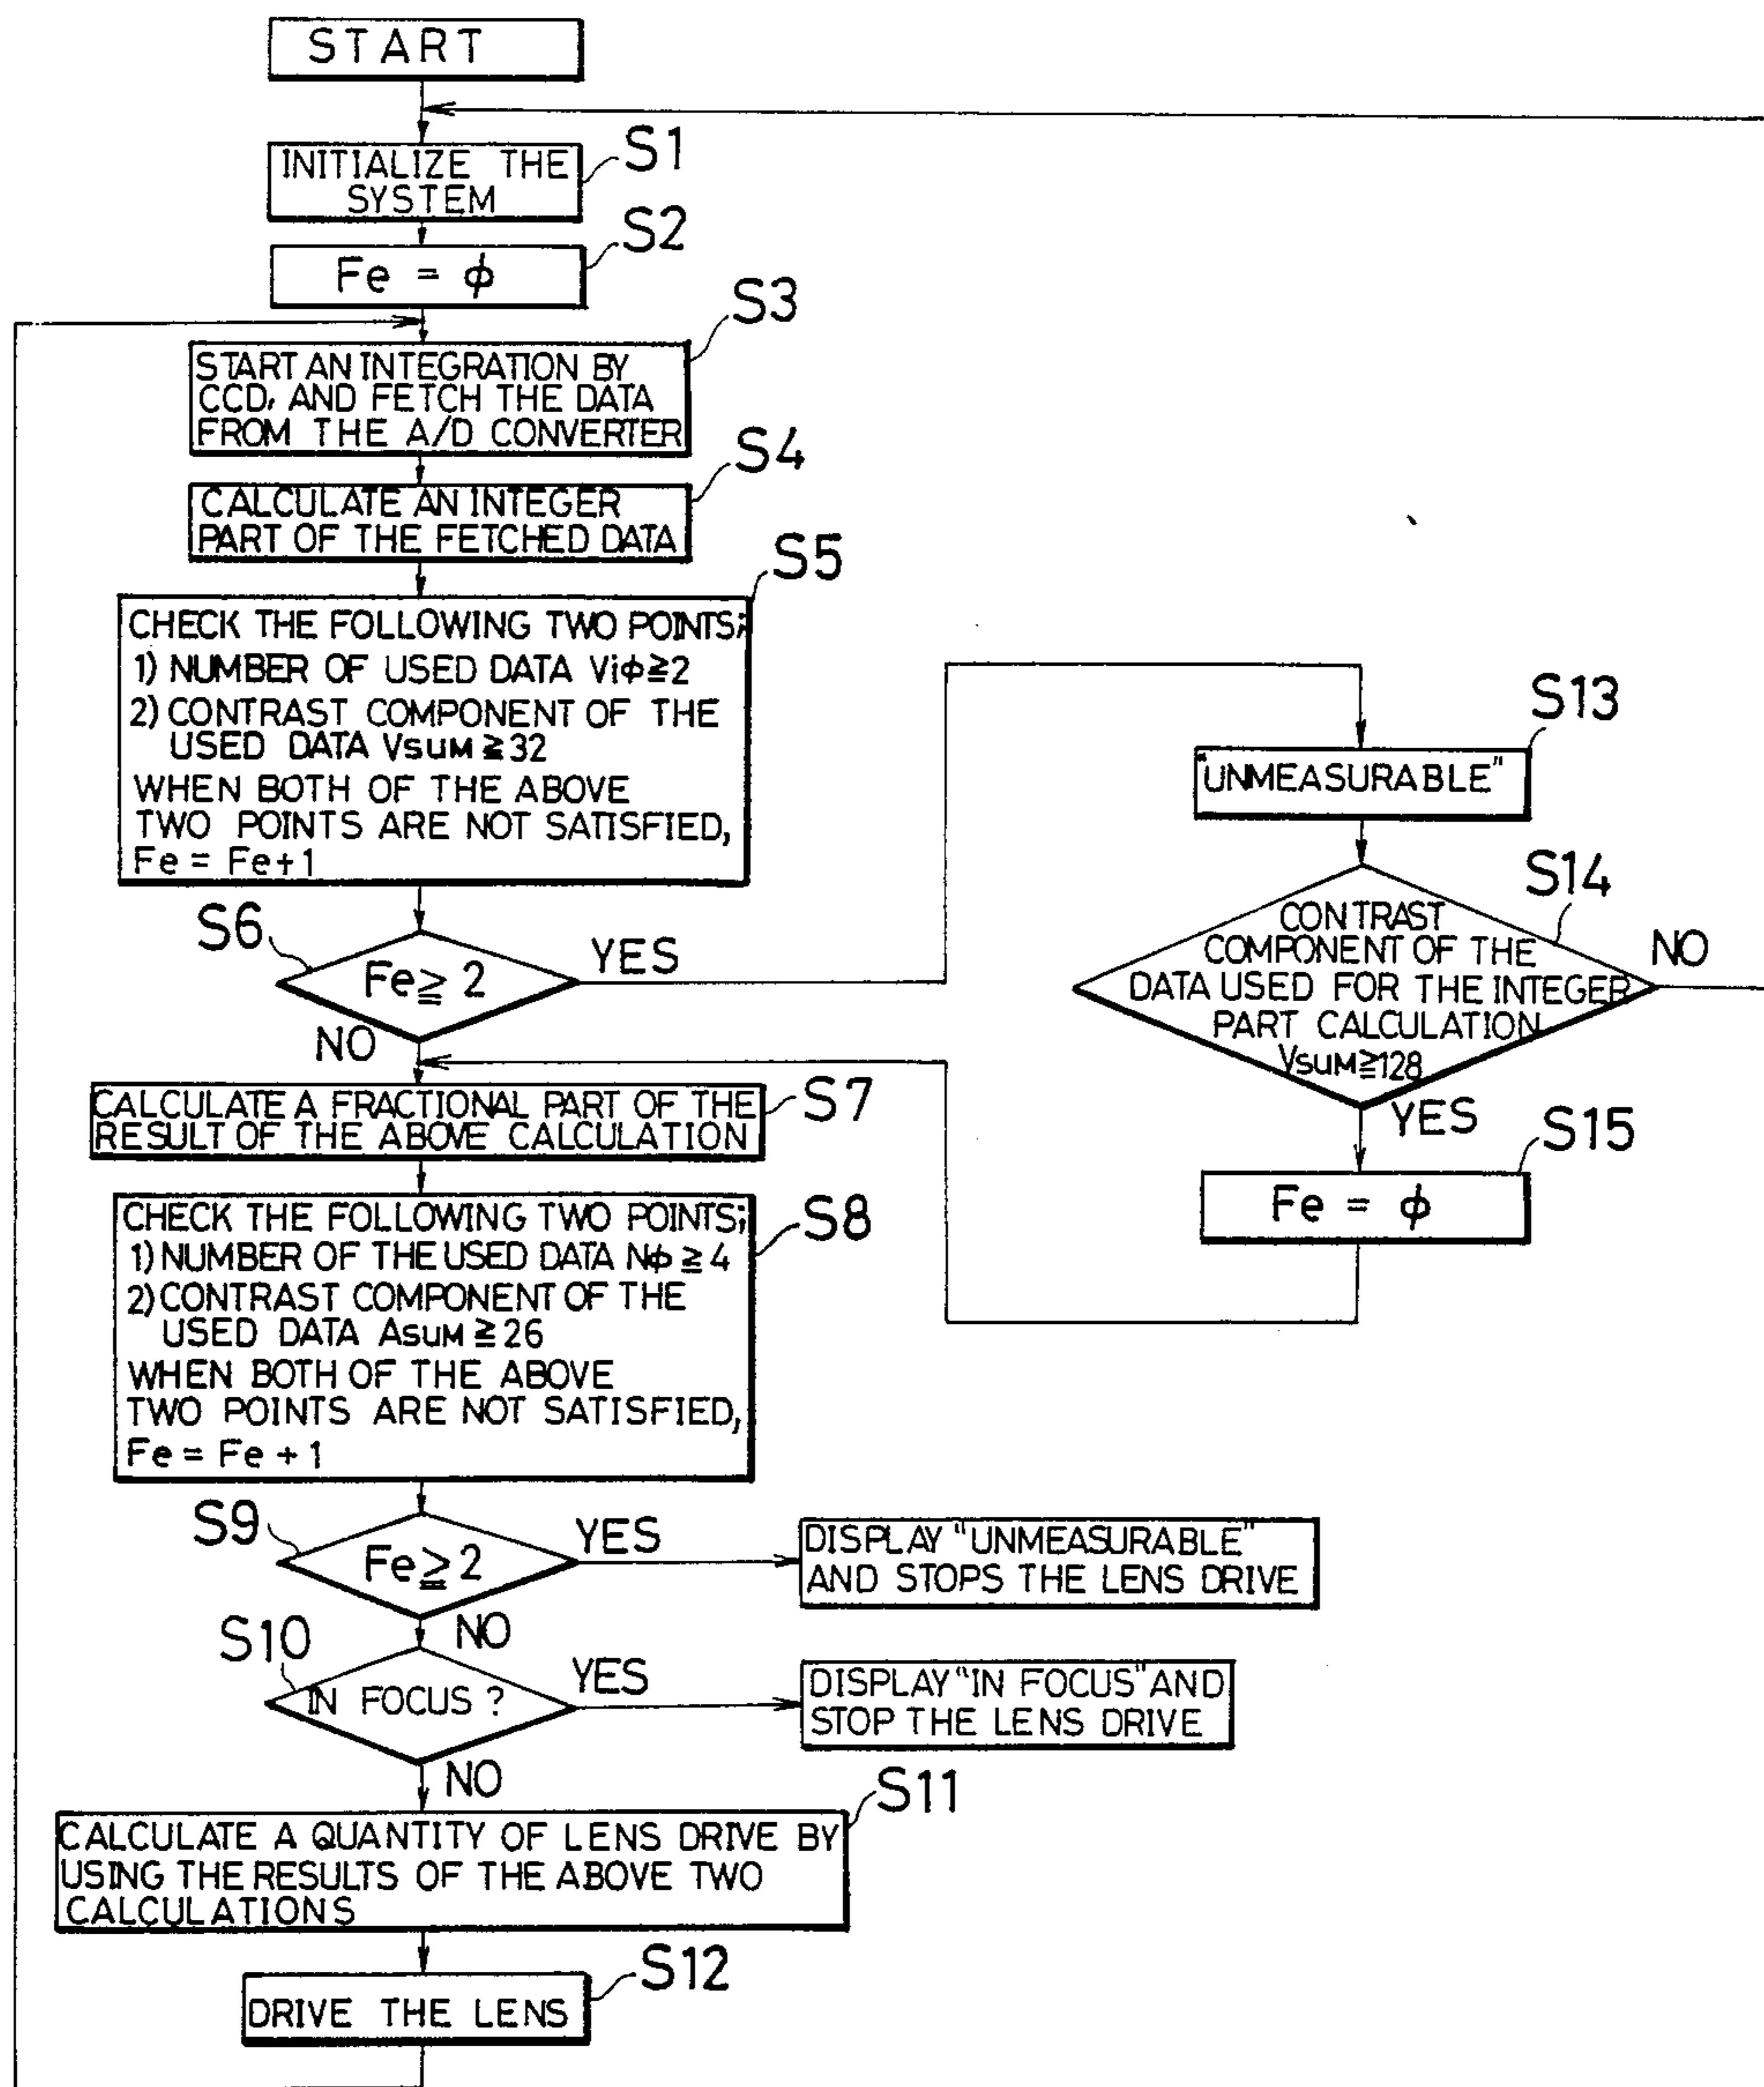 START
INITIALIZE THE
SYSTEM
S1
Fe = ϕ
S2
START AN INTEGRATION BY
CCD, AND FETCH THE DATA
FROM THE A/D CONVERTER
S3
CALCULATE AN INTEGER
PART OF THE FETCHED DATA
S4
CHECK THE FOLLOWING TWO POINTS;
1) NUMBER OF USED DATA Viϕ≧2
2) CONTRAST COMPONENT OF THE
USED DATA VSUM ≧32
WHEN BOTH OF THE ABOVE
TWO POINTS ARE NOT SATISFIED,
Fe = Fe+1
S5
S6
Fe ≧ 2
YES
NO
CALCULATE A FRACTIONAL PART OF THE
RESULT OF THE ABOVE CALCULATION
S7
CHECK THE FOLLOWING TWO POINTS;
1) NUMBER OF THE USED DATA Nϕ ≧ 4
2) CONTRAST COMPONENT OF THE
USED DATA ASUM ≧ 26
WHEN BOTH OF THE ABOVE
TWO POINTS ARE NOT SATISFIED,
Fe = Fe + 1
S8
S9
Fe ≧ 2
YES
DISPLAY "UNMEASURABLE"
AND STOPS THE LENS DRIVE
NO
S10
IN FOCUS ?
YES
DISPLAY "IN FOCUS" AND
STOP THE LENS DRIVE
NO
CALCULATE A QUANTITY OF LENS DRIVE BY
USING THE RESULTS OF THE ABOVE TWO
CALCULATIONS
S11
DRIVE THE LENS
S12
"UNMEASURABLE"
S13
CONTRAST
COMPONENT OF THE
DATA USED FOR THE INTEGER
PART CALCULATION
VSUM≧128
S14
NO
YES
Fe = ϕ
S15